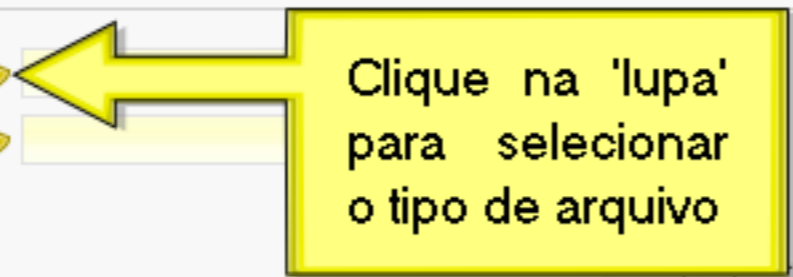 Clique na 'lupa'
para selecionar
o tipo de arquivo